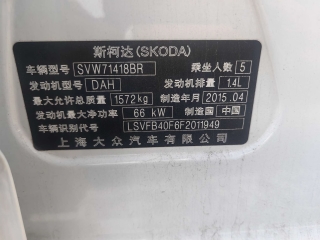 斯柯达(SKODA)
车辆型号 SVW71418BR 乘坐人数 5
发动机型号 DAH 发动机排量 1.4L
最大允许总质量 1572kg 制造年月 2015.04
发动机最大净功率 66 kW 制造国 中国
车辆识别代号 LSVFB40F6F2011949
上海大众汽车有限公司